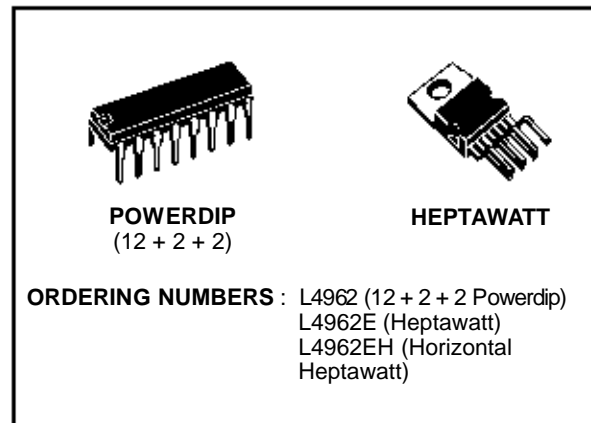 POWERDIP
(12 + 2 + 2)
HEPTAWATT
ORDERING NUMBERS : L4962 (12 + 2 + 2 Powerdip)
L4962E (Heptawatt)
L4962EH (Horizontal
Heptawatt)